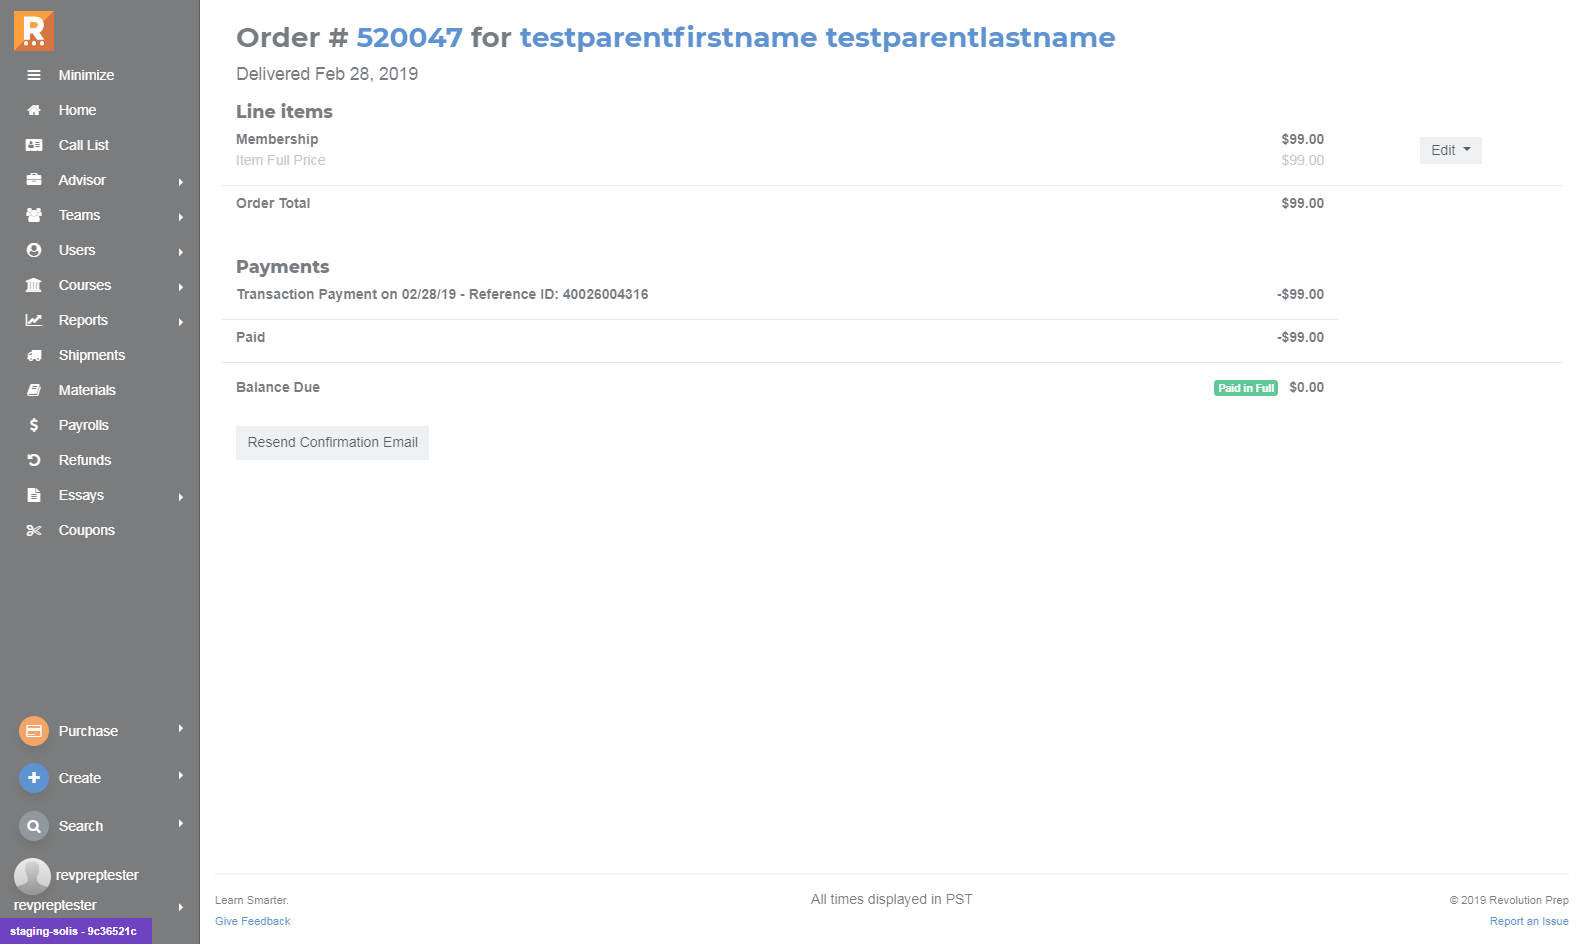 R
Minimize
Home
Call List
Advisor
Teams
Users
Courses
Reports
Shipments
Materials
Payrolls
Refunds
Essays
Coupons
Purchase
Create
Search
revpreptester
revpreptester
staging-solis - 9c36521c
Order # 520047 for testparentfirstname testparentlastname
Delivered Feb 28, 2019
Line items
Membership $99.00 Edit
Item Full Price $99.00
Order Total $99.00
Payments
Transaction Payment on 02/28/19 - Reference ID: 40026004316 -$99.00
Paid -$99.00
Balance Due Paid in Full $0.00
Resend Confirmation Email
Learn Smarter. All times displayed in PST © 2019 Revolution Prep
Give Feedback Report an Issue